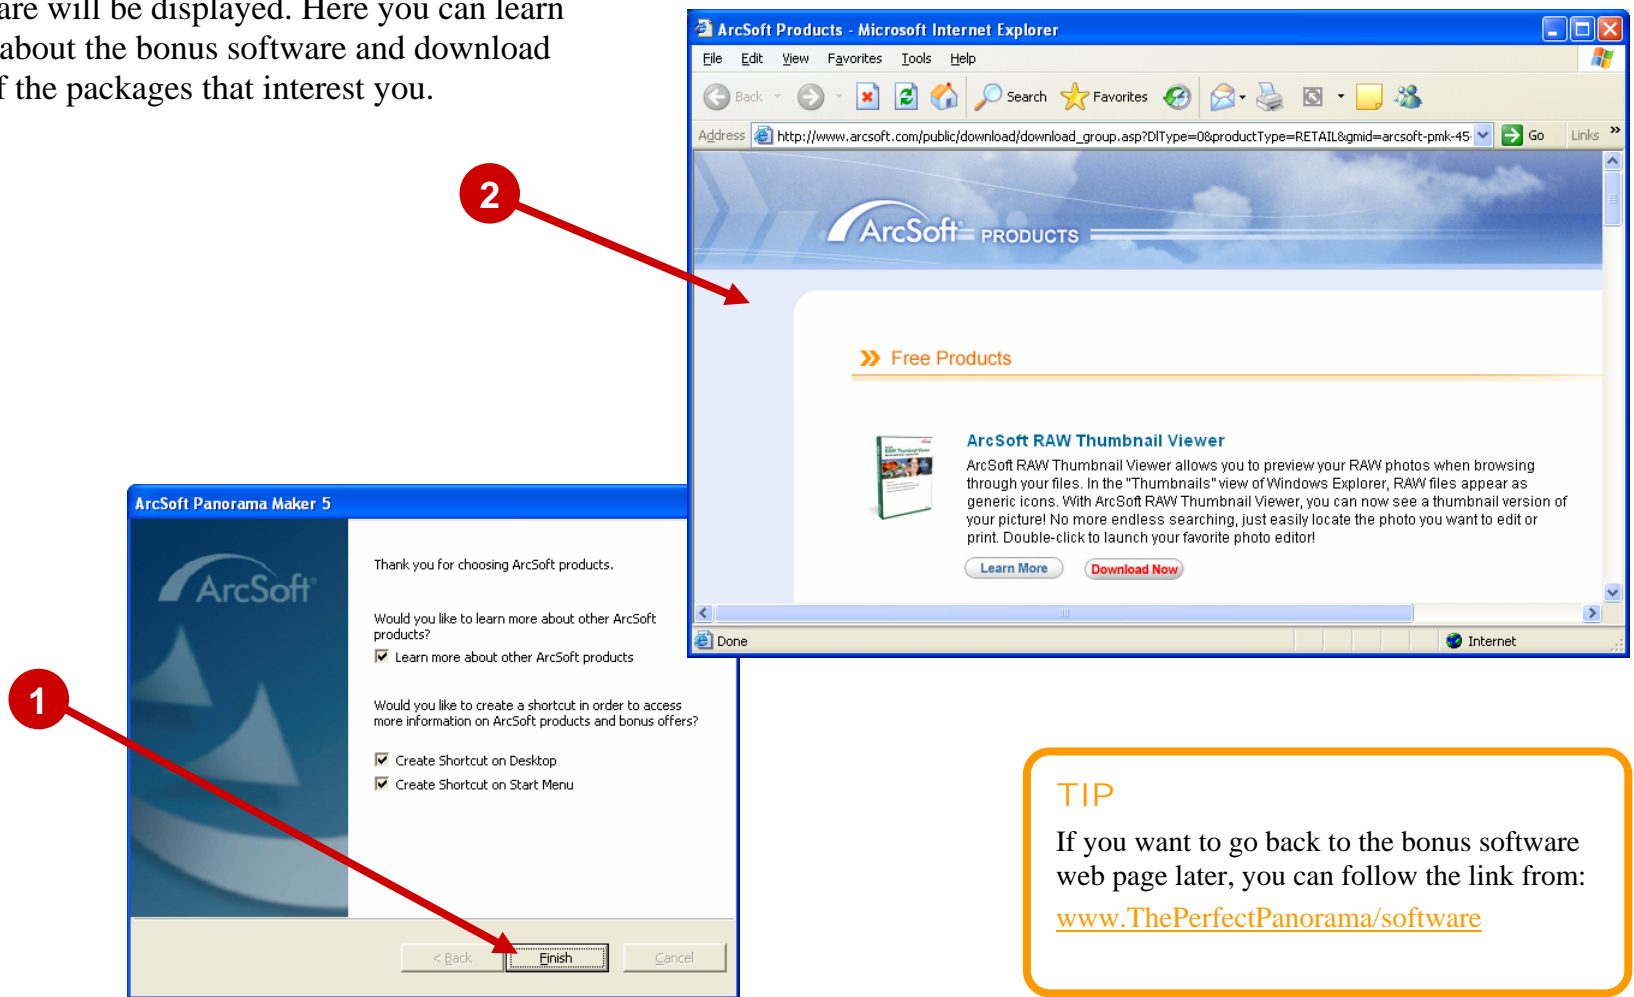 are will be displayed. Here you can learn
about the bonus software and download
f the packages that interest you.
ArcSoft Products - Microsoft Internet Explorer
File Edit View Favorites Tools Help
Back Search Favorites
Address http://www.arcsoft.com/public/download/download_group.asp?DlType=0&productType=RETAIL&gmid=arcsoft-pmk-45- Go Links »
ArcSoft PRODUCTS
Free Products
ArcSoft RAW Thumbnail Viewer
ArcSoft RAW Thumbnail Viewer allows you to preview your RAW photos when browsing
through your files. In the "Thumbnails" view of Windows Explorer, RAW files appear as
generic icons. With ArcSoft RAW Thumbnail Viewer, you can now see a thumbnail version of
your picture! No more endless searching, just easily locate the photo you want to edit or
print. Double-click to launch your favorite photo editor!
Learn More Download Now
Done Internet
2
ArcSoft Panorama Maker 5
ArcSoft
Thank you for choosing ArcSoft products.
Would you like to learn more about other ArcSoft
products?
Learn more about other ArcSoft products
Would you like to create a shortcut in order to access
more information on ArcSoft products and bonus offers?
Create Shortcut on Desktop
Create Shortcut on Start Menu
< Back Finish Cancel
1
TIP
If you want to go back to the bonus software
web page later, you can follow the link from:
www.ThePerfectPanorama/software